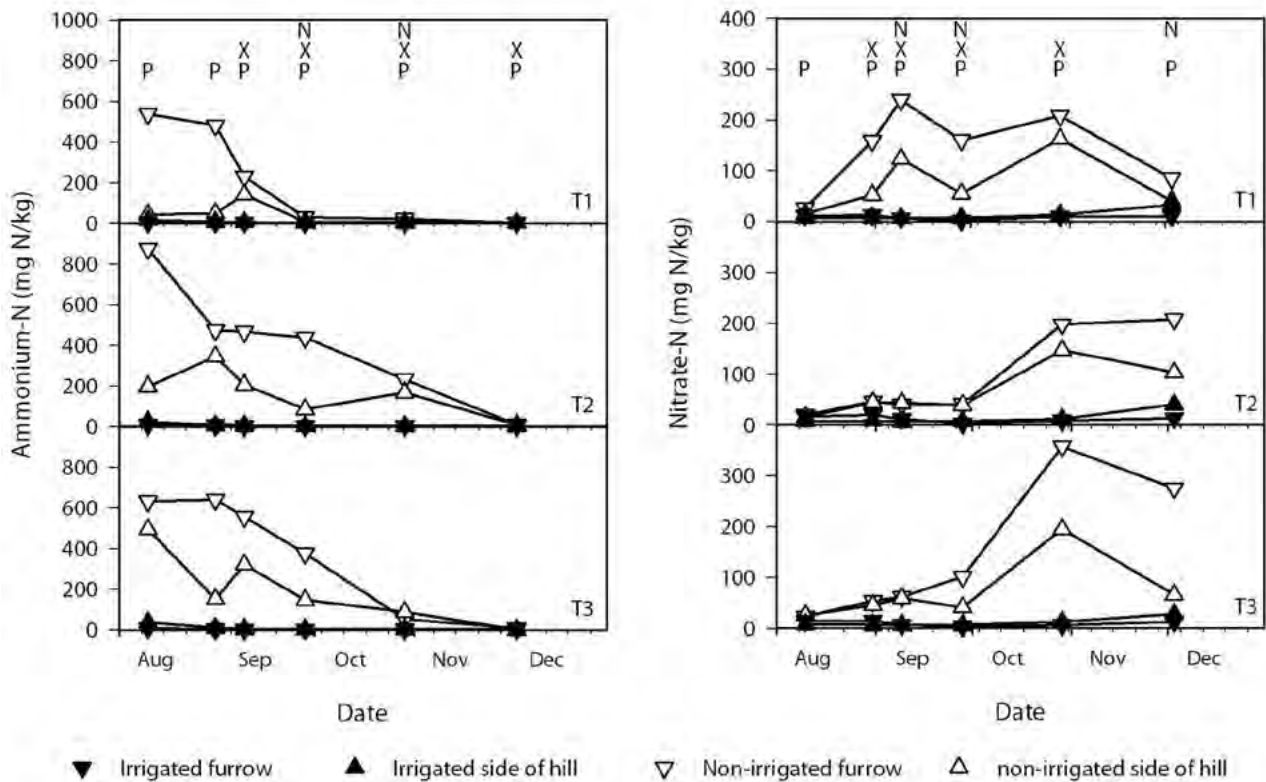 1000
800
600
400
200
0
800
600
400
200
0
800
600
400
200
0
Ammonium-N (mg N/kg)
P
P
X
P
N
X
P
N
X
P
X
P
T1
T2
T3
Aug Sep Oct Nov Dec
Date
400
300
200
100
0
300
200
100
0
300
200
100
0
Nitrate-N (mg N/kg)
P
X
P
N
X
P
N
X
P
X
P
N
P
T1
T2
T3
Aug Sep Oct Nov Dec
Date
Irrigated furrow Irrigated side of hill Non-irrigated furrow non-irrigated side of hill